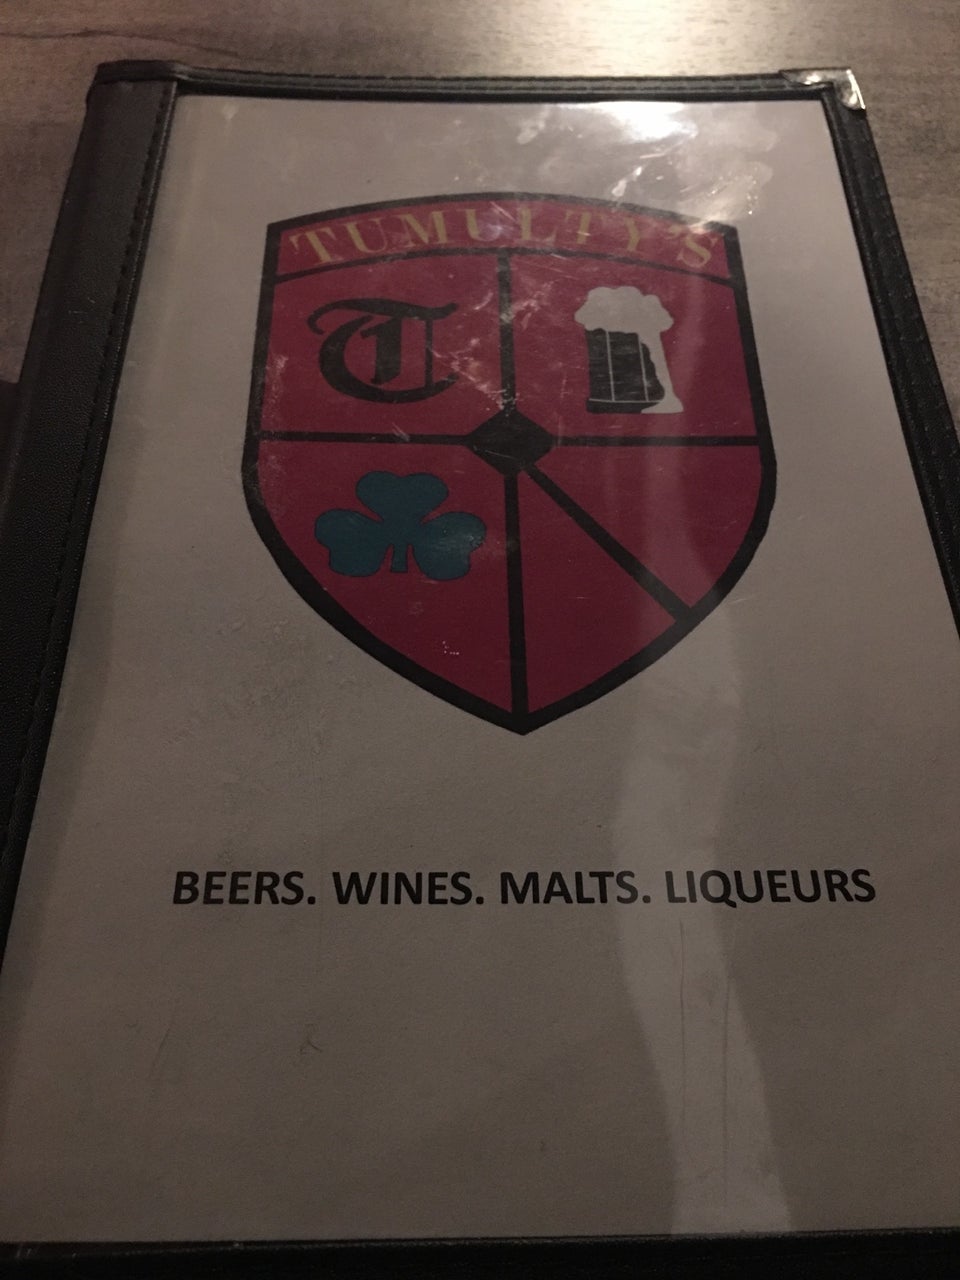 TUMULTY'S
T
BEERS. WINES. MALTS. LIQUEURS